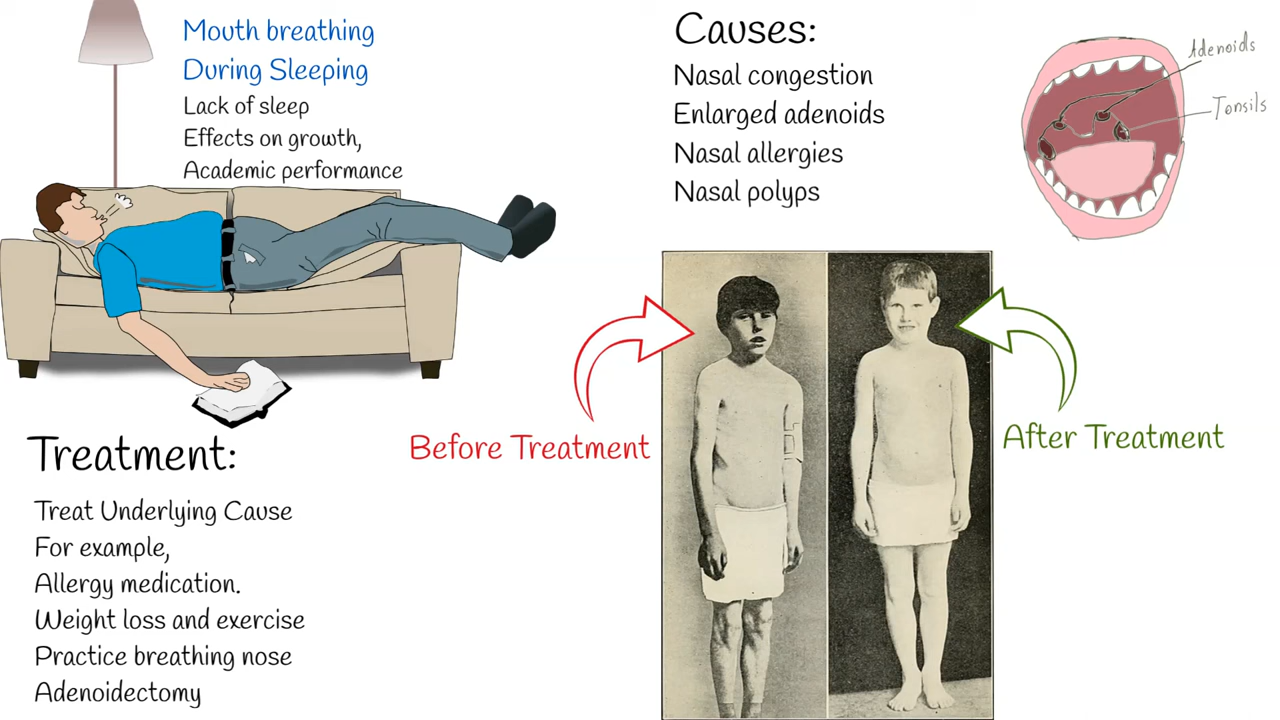 Mouth breathing
During Sleeping
Lack of sleep
Effects on growth,
Academic performance
Causes:
Nasal congestion
Enlarged adenoids
Nasal allergies
Nasal polyps
Adenoids
Tonsils
Before Treatment
After Treatment
Treatment:
Treat Underlying Cause
For example,
Allergy medication.
Weight loss and exercise
Practice breathing nose
Adenoidectomy